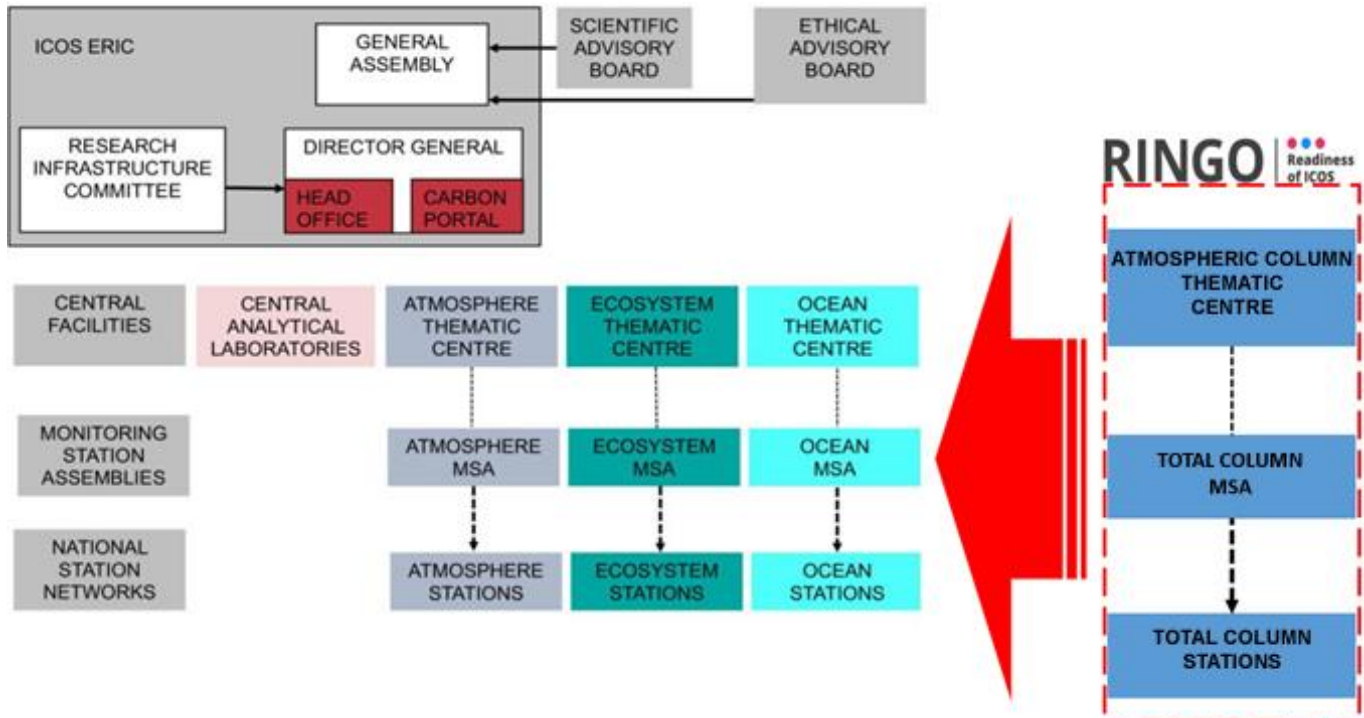 ICOS ERIC
GENERAL
ASSEMBLY
SCIENTIFIC
ADVISORY
BOARD
ETHICAL
ADVISORY
BOARD
RESEARCH
INFRASTRUCTURE
COMMITTEE
DIRECTOR GENERAL
HEAD
OFFICE
CARBON
PORTAL
RINGO
Readiness
of ICOS
CENTRAL
FACILITIES
CENTRAL
ANALYTICAL
LABORATORIES
ATMOSPHERE
THEMATIC
CENTRE
ECOSYSTEM
THEMATIC
CENTRE
OCEAN
THEMATIC
CENTRE
ATMOSPHERIC COLUMN
THEMATIC
CENTRE
MONITORING
STATION
ASSEMBLIES
ATMOSPHERE
MSA
ECOSYSTEM
MSA
OCEAN
MSA
TOTAL COLUMN
MSA
NATIONAL
STATION
NETWORKS
ATMOSPHERE
STATIONS
ECOSYSTEM
STATIONS
OCEAN
STATIONS
TOTAL COLUMN
STATIONS